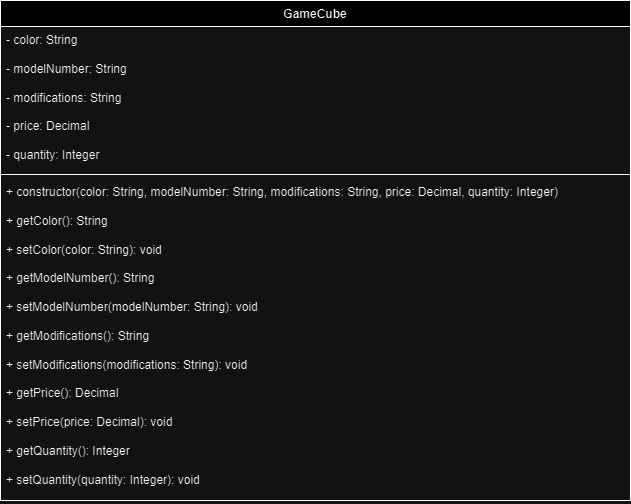 GameCube
- color: String
- modelNumber: String
- modifications: String
- price: Decimal
- quantity: Integer
+ constructor(color: String, modelNumber: String, modifications: String, price: Decimal, quantity: Integer)
+ getColor(): String
+ setColor(color: String): void
+ getModelNumber(): String
+ setModelNumber(modelNumber: String): void
+ getModifications(): String
+ setModifications(modifications: String): void
+ getPrice(): Decimal
+ setPrice(price: Decimal): void
+ getQuantity(): Integer
+ setQuantity(quantity: Integer): void